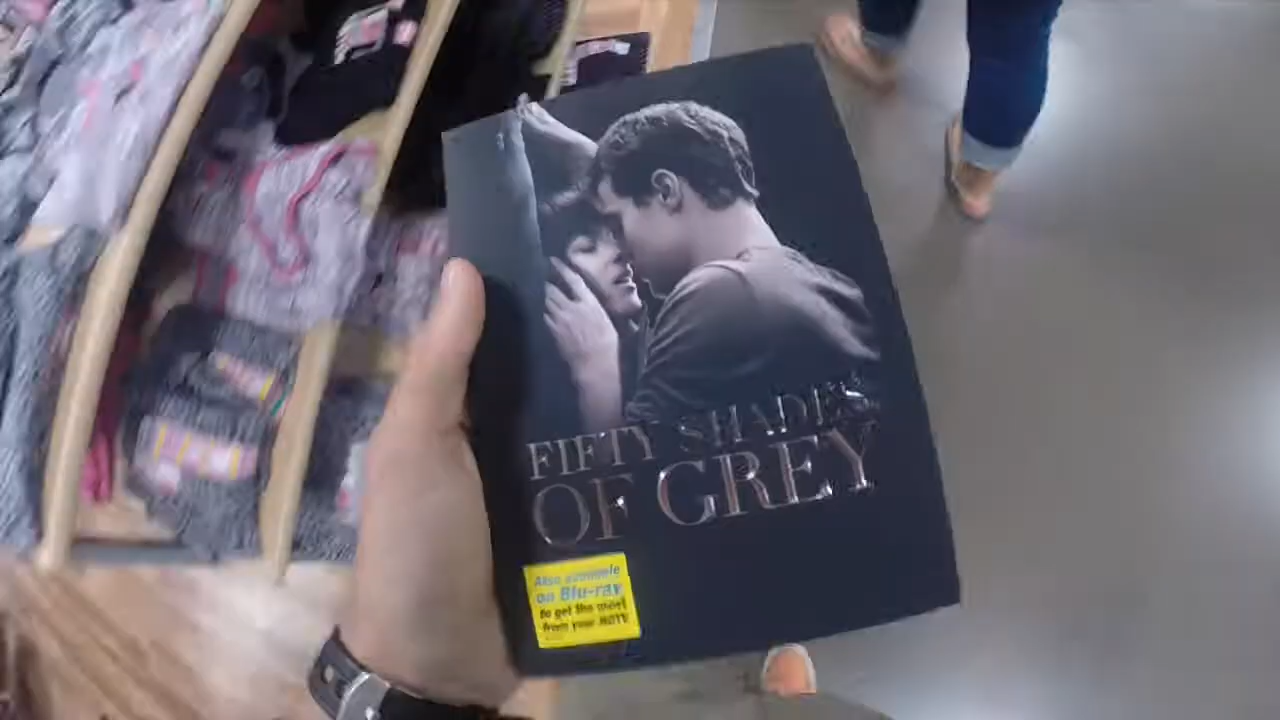 FIFTY SHADES
OF GREY
Also available
on Blu-ray
to get the most
from your HDTV